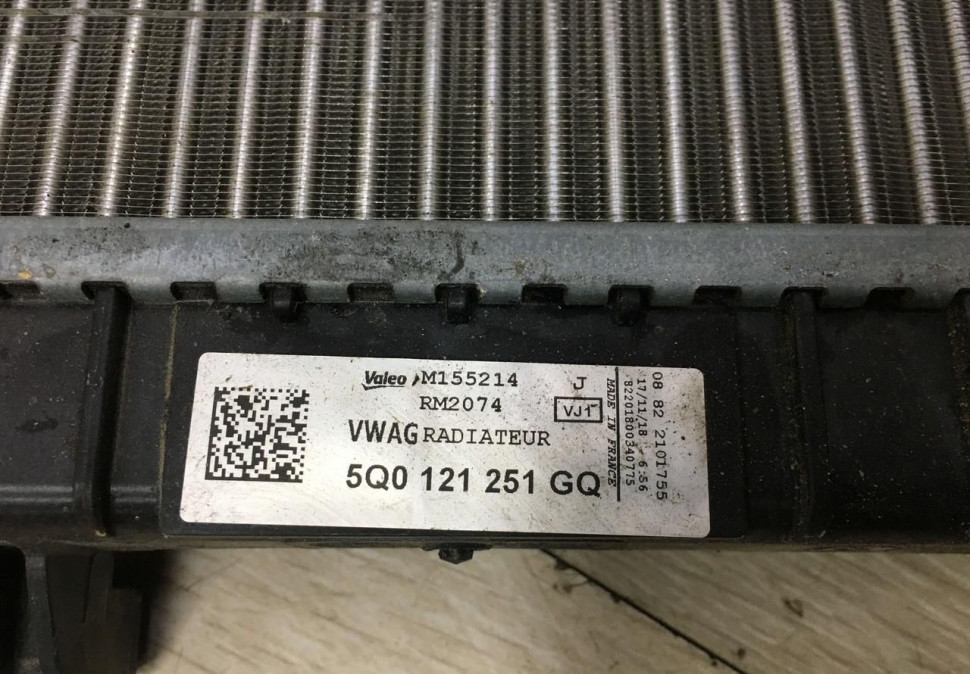 Valeo M155214
RM2074
VWAG RADIATEUR
5Q0 121 251 GQ
J
VJ1
MADE IN FRANCE
8220180034077S
17/11/18 6:56
08 82 2101755